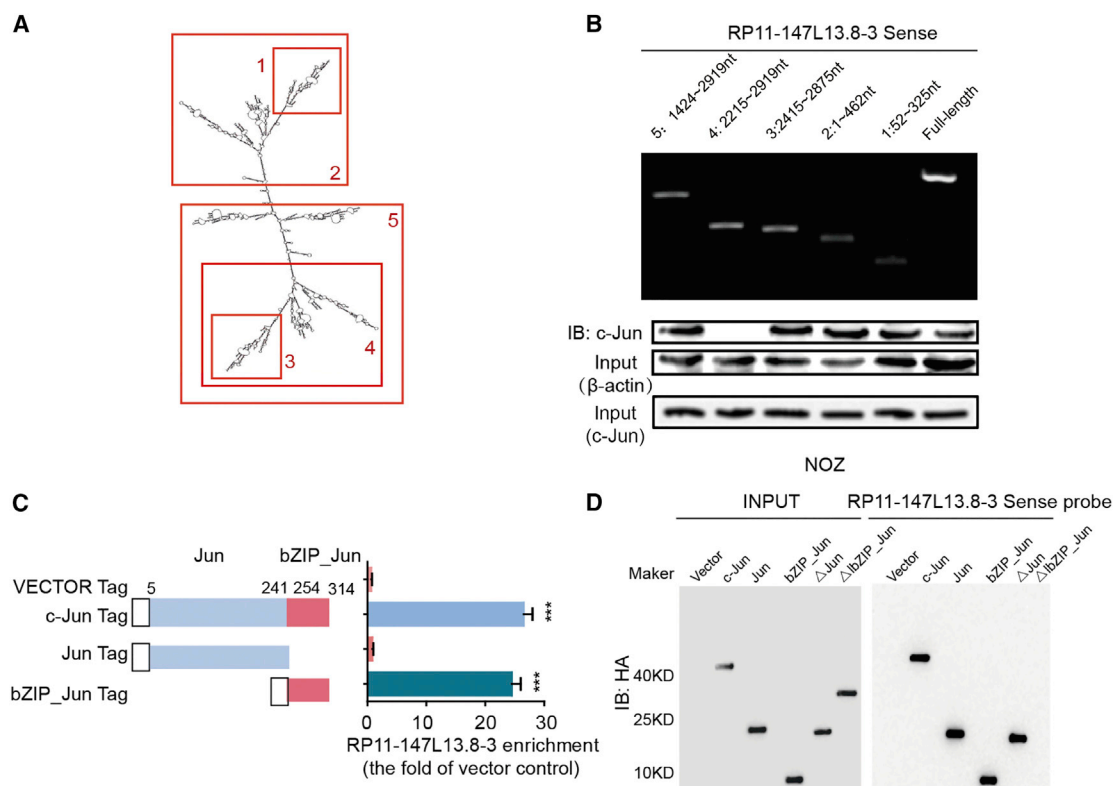 A
1
2
5
4
3
B
RP11-147L13.8-3 Sense
5: 1424~2919nt
4: 2215~2919nt
3:2415~2875nt
2:1~462nt
1:52~325nt
Full-length
IB: c-Jun
Input
(β-actin)
Input
(c-Jun)
NOZ
C
Jun bZIP_Jun
VECTOR Tag 5 241 254 314
c-Jun Tag
Jun Tag
bZIP_Jun Tag
***
***
0 10 20 30
RP11-147L13.8-3 enrichment
(the fold of vector control)
D
INPUT RP11-147L13.8-3 Sense probe
Maker Vector c-Jun Jun bZIP_Jun △Jun △lbZIP_Jun Vector c-Jun Jun bZIP_Jun △Jun △lbZIP_Jun
IB: HA
40KD
25KD
10KD